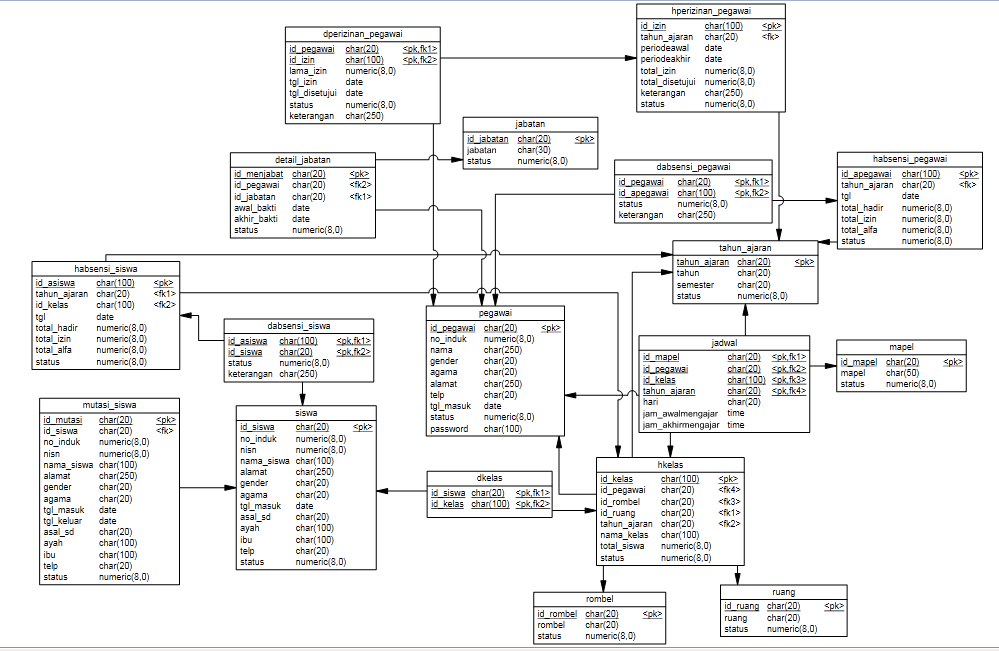 hperizinan_pegawai
id_izin char(100) <pk>
tahun_ajaran char(20) <fk>
periodeawal date
periodeakhir date
total_izin numeric(8,0)
total_disetujui numeric(8,0)
keterangan char(250)
status numeric(8,0)
dperizinan_pegawai
id_pegawai char(20) <pk,fk1>
id_izin char(100) <pk,fk2>
lama_izin numeric(8,0)
tgl_izin date
tgl_disetujui date
status numeric(8,0)
keterangan char(250)
jabatan
id_jabatan char(20) <pk>
jabatan char(30)
status numeric(8,0)
detail_jabatan
id_menjabat char(20) <pk>
id_pegawai char(20) <fk2>
id_jabatan char(20) <fk1>
awal_bakti date
akhir_bakti date
status numeric(8,0)
dabsensi_pegawai
id_pegawai char(20) <pk,fk1>
id_apegawai char(100) <pk,fk2>
status numeric(8,0)
keterangan char(250)
habsensi_pegawai
id_apegawai char(100) <pk>
tahun_ajaran char(20) <fk>
tgl date
total_hadir numeric(8,0)
total_izin numeric(8,0)
total_alfa numeric(8,0)
status numeric(8,0)
tahun_ajaran
tahun_ajaran char(20) <pk>
tahun char(20)
semester char(20)
status numeric(8,0)
habsensi_siswa
id_asiswa char(100) <pk>
tahun_ajaran char(20) <fk1>
id_kelas char(100) <fk2>
tgl date
total_hadir numeric(8,0)
total_izin numeric(8,0)
total_alfa numeric(8,0)
status numeric(8,0)
dabsensi_siswa
id_asiswa char(100) <pk,fk1>
id_siswa char(20) <pk,fk2>
status numeric(8,0)
keterangan char(250)
pegawai
id_pegawai char(20) <pk>
no_induk numeric(8,0)
nama char(250)
gender char(20)
agama char(20)
alamat char(250)
telp char(20)
tgl_masuk date
status numeric(8,0)
password char(100)
jadwal
id_mapel char(20) <pk,fk1>
id_pegawai char(20) <pk,fk2>
id_kelas char(100) <pk,fk3>
tahun_ajaran char(20) <pk,fk4>
hari char(20)
jam_awalmengajar time
jam_akhirmengajar time
mapel
id_mapel char(20) <pk>
mapel char(50)
status numeric(8,0)
mutasi_siswa
id_mutasi char(20) <pk>
id_siswa char(20) <fk>
no_induk numeric(8,0)
nisn numeric(8,0)
nama_siswa char(100)
alamat char(250)
gender char(20)
agama char(20)
tgl_masuk date
tgl_keluar date
asal_sd char(20)
ayah char(100)
ibu char(100)
telp char(20)
status numeric(8,0)
siswa
id_siswa char(20) <pk>
no_induk numeric(8,0)
nisn numeric(8,0)
nama_siswa char(100)
alamat char(250)
gender char(20)
agama char(20)
tgl_masuk date
asal_sd char(20)
ayah char(100)
ibu char(100)
telp char(20)
status numeric(8,0)
dkelas
id_siswa char(20) <pk,fk1>
id_kelas char(100) <pk,fk2>
hkelas
id_kelas char(100) <pk>
id_pegawai char(20) <fk4>
id_rombel char(20) <fk3>
id_ruang char(20) <fk1>
tahun_ajaran char(20) <fk2>
nama_kelas char(100)
total_siswa numeric(8,0)
status numeric(8,0)
rombel
id_rombel char(20) <pk>
rombel char(20)
status numeric(8,0)
ruang
id_ruang char(20) <pk>
ruang char(20)
status numeric(8,0)